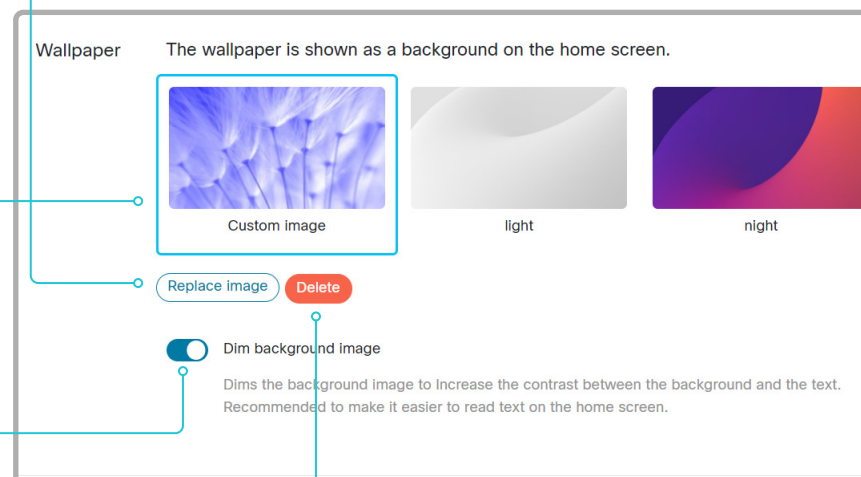 Wallpaper The wallpaper is shown as a background on the home screen.
Custom image light night
Replace image Delete
Dim background image
Dims the background image to Increase the contrast between the background and the text.
Recommended to make it easier to read text on the home screen.